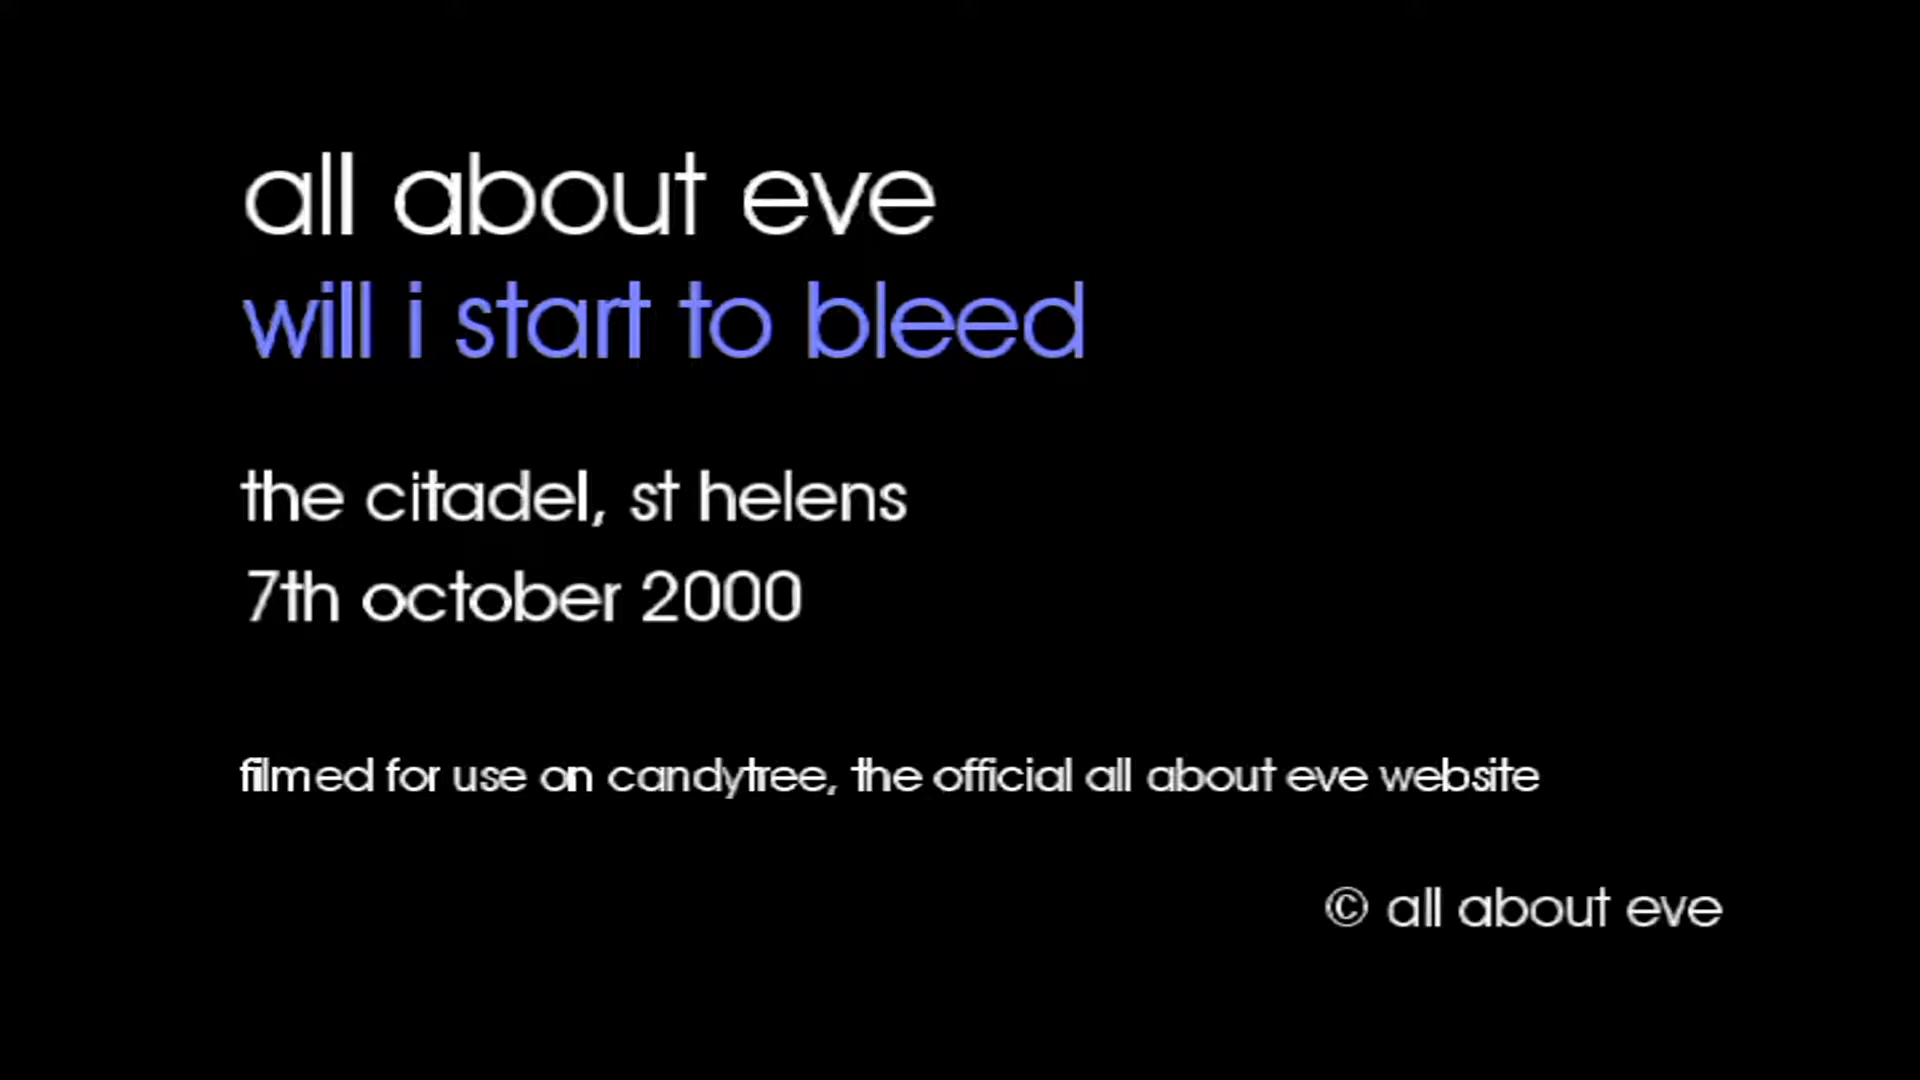 all about eve
will i start to bleed
the citadel, st helens
7th october 2000
filmed for use on candytree, the official all about eve website
© all about eve